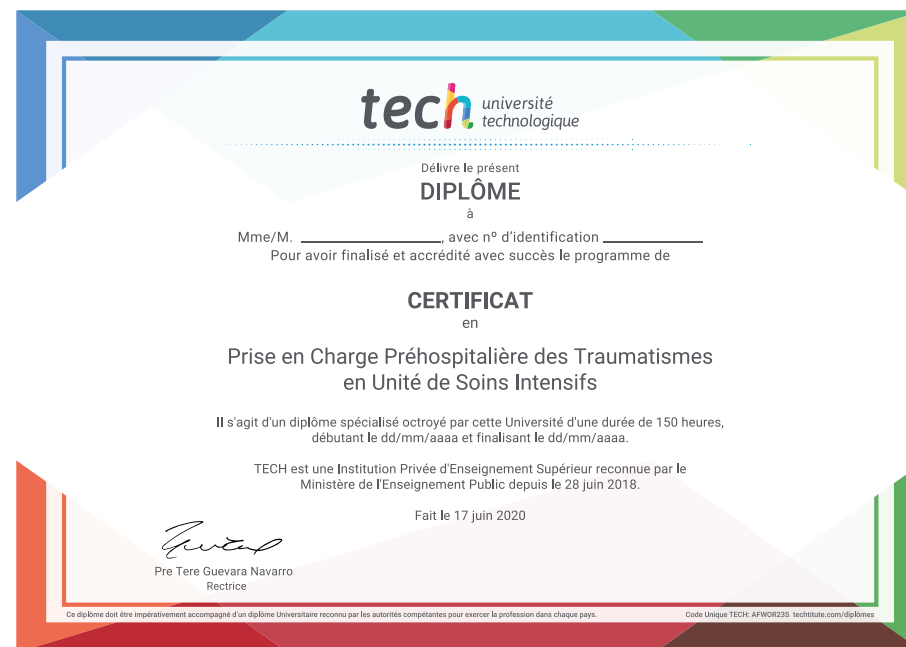 tech université
technologique
Délivre le présent
DIPLÔME
à
Mme/M. ____________________, avec nº d'identification ______________
Pour avoir finalisé et accrédité avec succès le programme de
CERTIFICAT
en
Prise en Charge Préhospitalière des Traumatismes
en Unité de Soins Intensifs
Il s'agit d'un diplôme spécialisé octroyé par cette Université d'une durée de 150 heures,
débutant le dd/mm/aaaa et finalisant le dd/mm/aaaa.
TECH est une Institution Privée d'Enseignement Supérieur reconnue par le
Ministère de l'Enseignement Public depuis le 28 juin 2018.
Fait le 17 juin 2020
Pre Tere Guevara Navarro
Rectrice
Ce diplôme doit être impérativement accompagné d'un diplôme Universitaire reconnu par les autorités compétantes pour exercer la profession dans chaque pays.
Code Unique TECH: AFWOR23S techtitute.com/diplômes